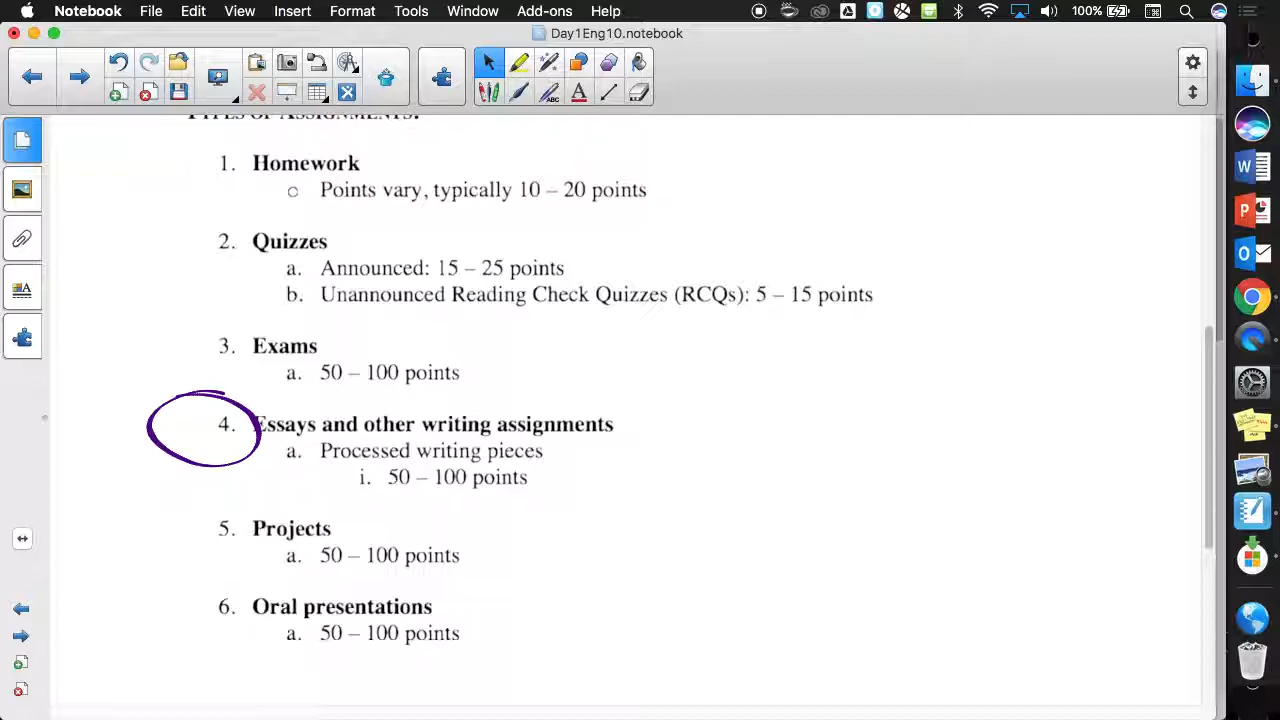 Notebook File Edit View Insert Format Tools Window Add-ons Help 100%
Day1Eng10.notebook
TYPES OF ASSIGNMENTS:
1. Homework
o Points vary, typically 10 – 20 points
2. Quizzes
a. Announced: 15 – 25 points
b. Unannounced Reading Check Quizzes (RCQs): 5 – 15 points
3. Exams
a. 50 – 100 points
4. Essays and other writing assignments
a. Processed writing pieces
i. 50 – 100 points
5. Projects
a. 50 – 100 points
6. Oral presentations
a. 50 – 100 points